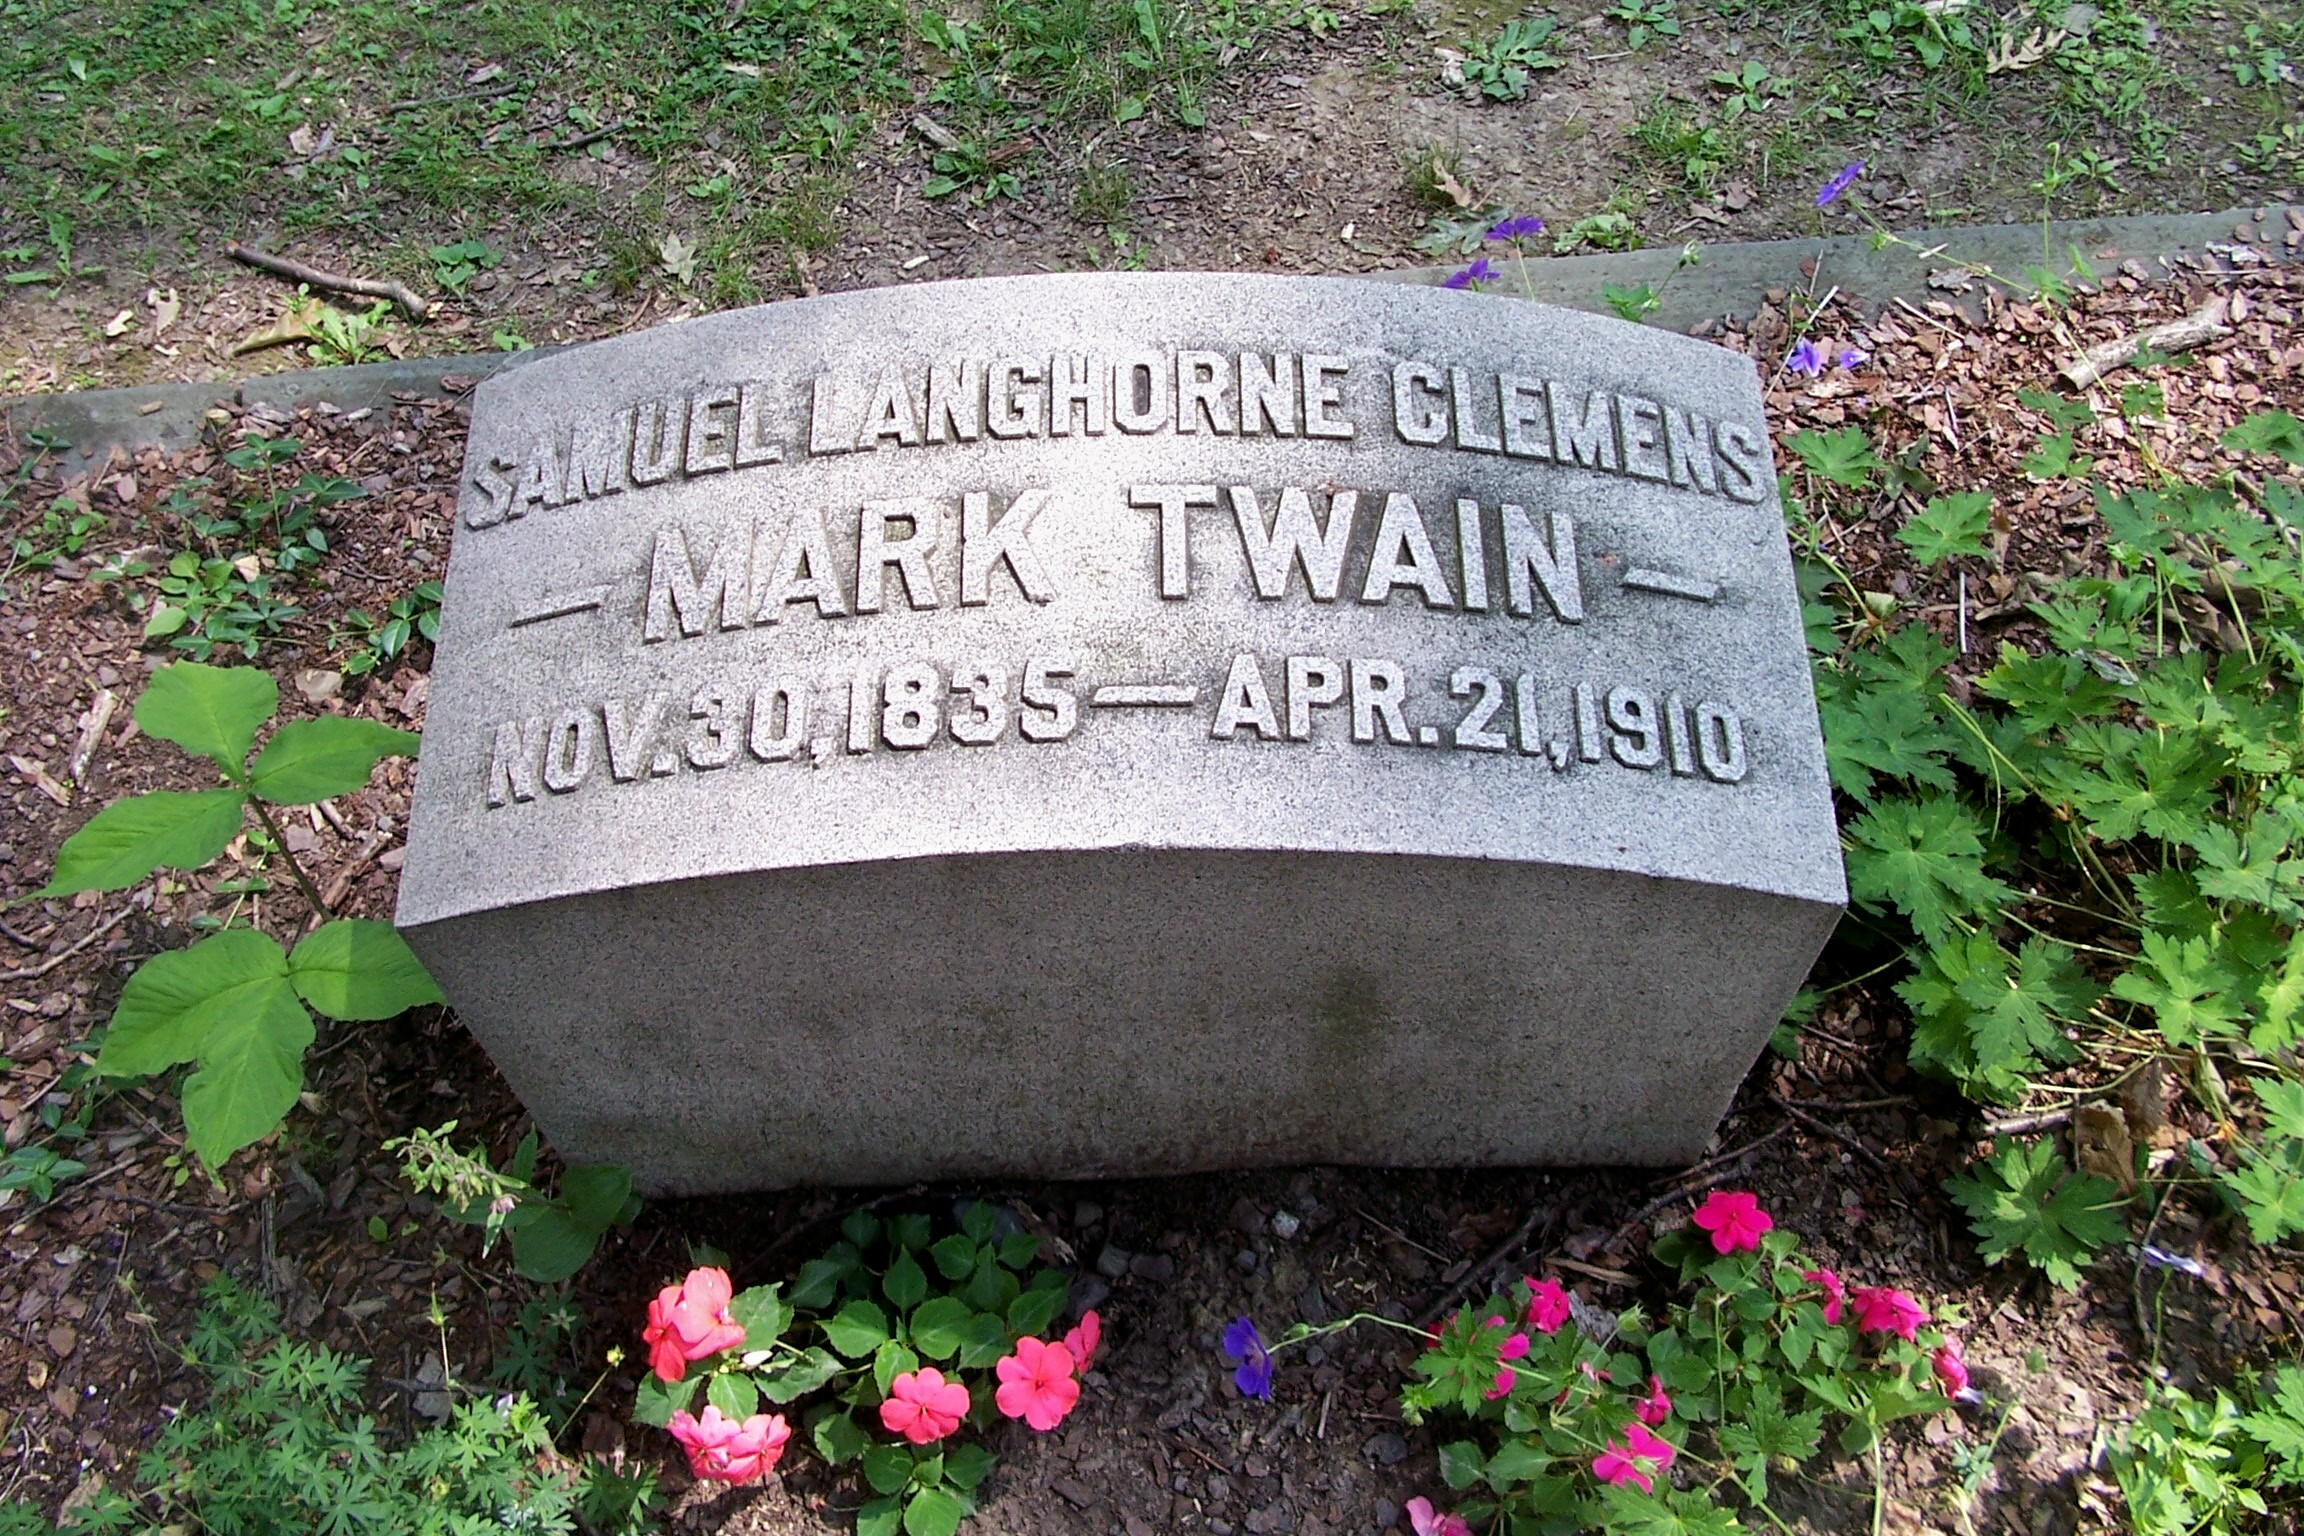 SAMUEL LANGHORNE CLEMENS
— MARK TWAIN —
NOV. 30, 1835 — APR. 21, 1910